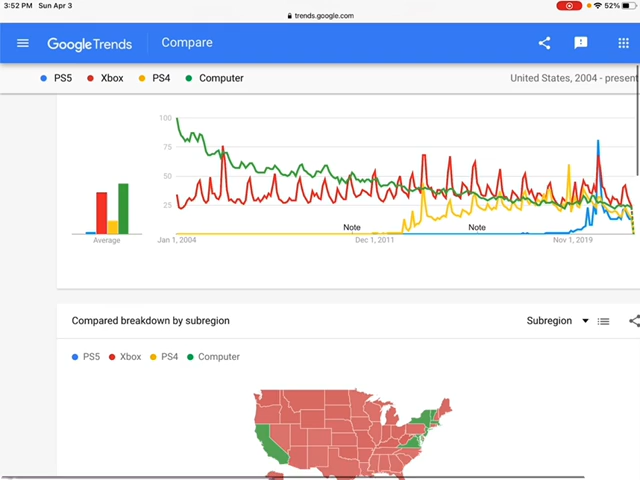 3:52 PM Sun Apr 3 52%
trends.google.com
Google Trends Compare
PS5 Xbox PS4 Computer United States, 2004 - present
100
75
50
25
Note Note
Average Jan 1, 2004 Dec 1, 2011 Nov 1, 2019
Compared breakdown by subregion Subregion
PS5 Xbox PS4 Computer